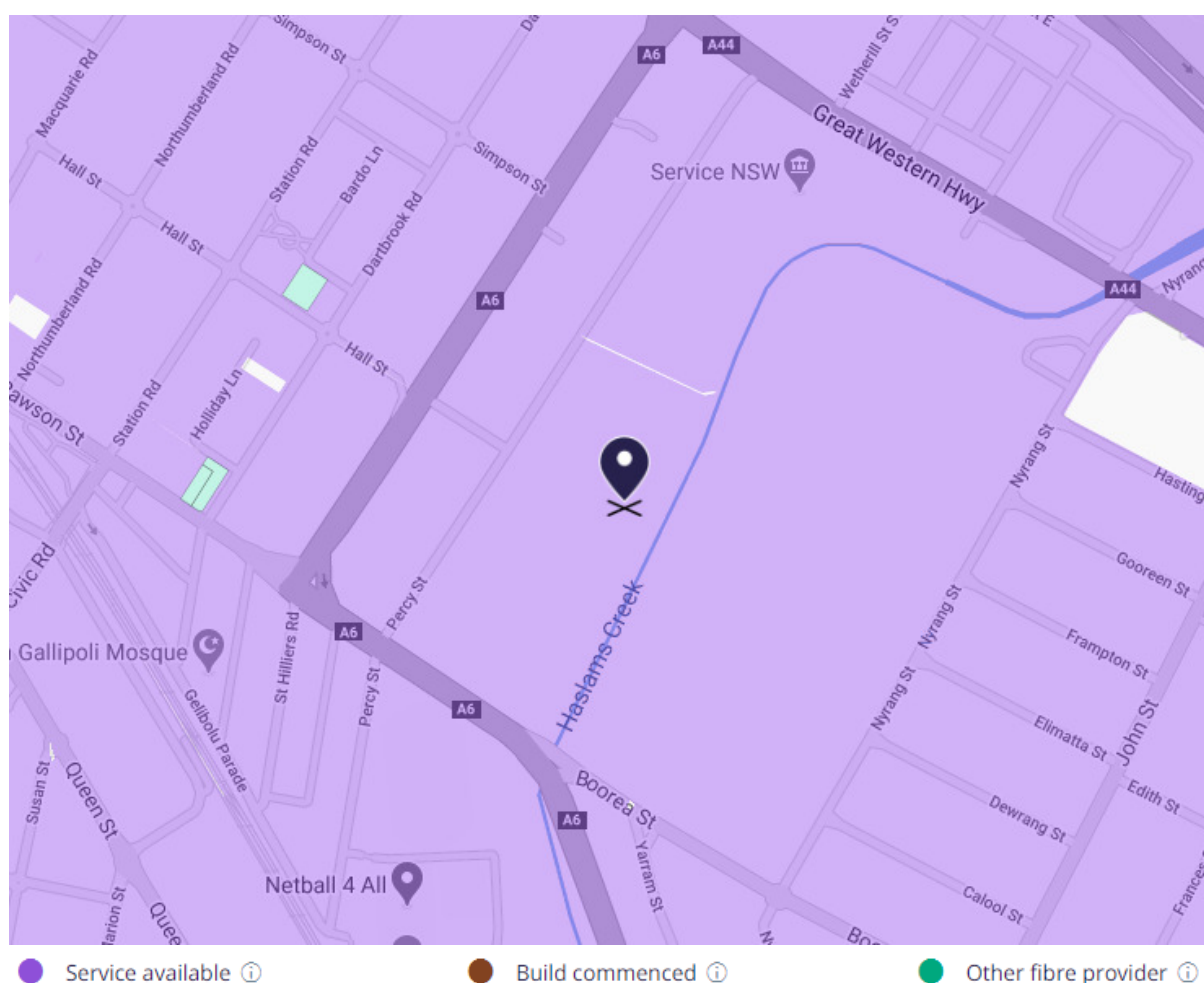 Simpson St
A6
A44
Wetherill St S
Macquarie Rd
Northumberland Rd
Great Western Hwy
Station Rd
Bardo Ln
Simpson St
Service NSW
Hall St
Dartbrook Rd
Hall St
A6
A44
Nyrang
Northumberland Rd
Hall St
Holliday Ln
Station Rd
Nyrang St
Hasting
Gooreen St
Civic Rd
Percy St
Haslams Creek
Nyrang St
Frampton St
A6
Gallipoli Mosque
St Hilliers Rd
Percy St
Gelibolu Parade
A6
Nyrang St
Elimatta St
John St
Susan St
Queen St
Boorea St
A6
Dewrang St
Edith St
Yarram St
Netball 4 All
Calool St
Frances
Service available
Build commenced
Other fibre provider